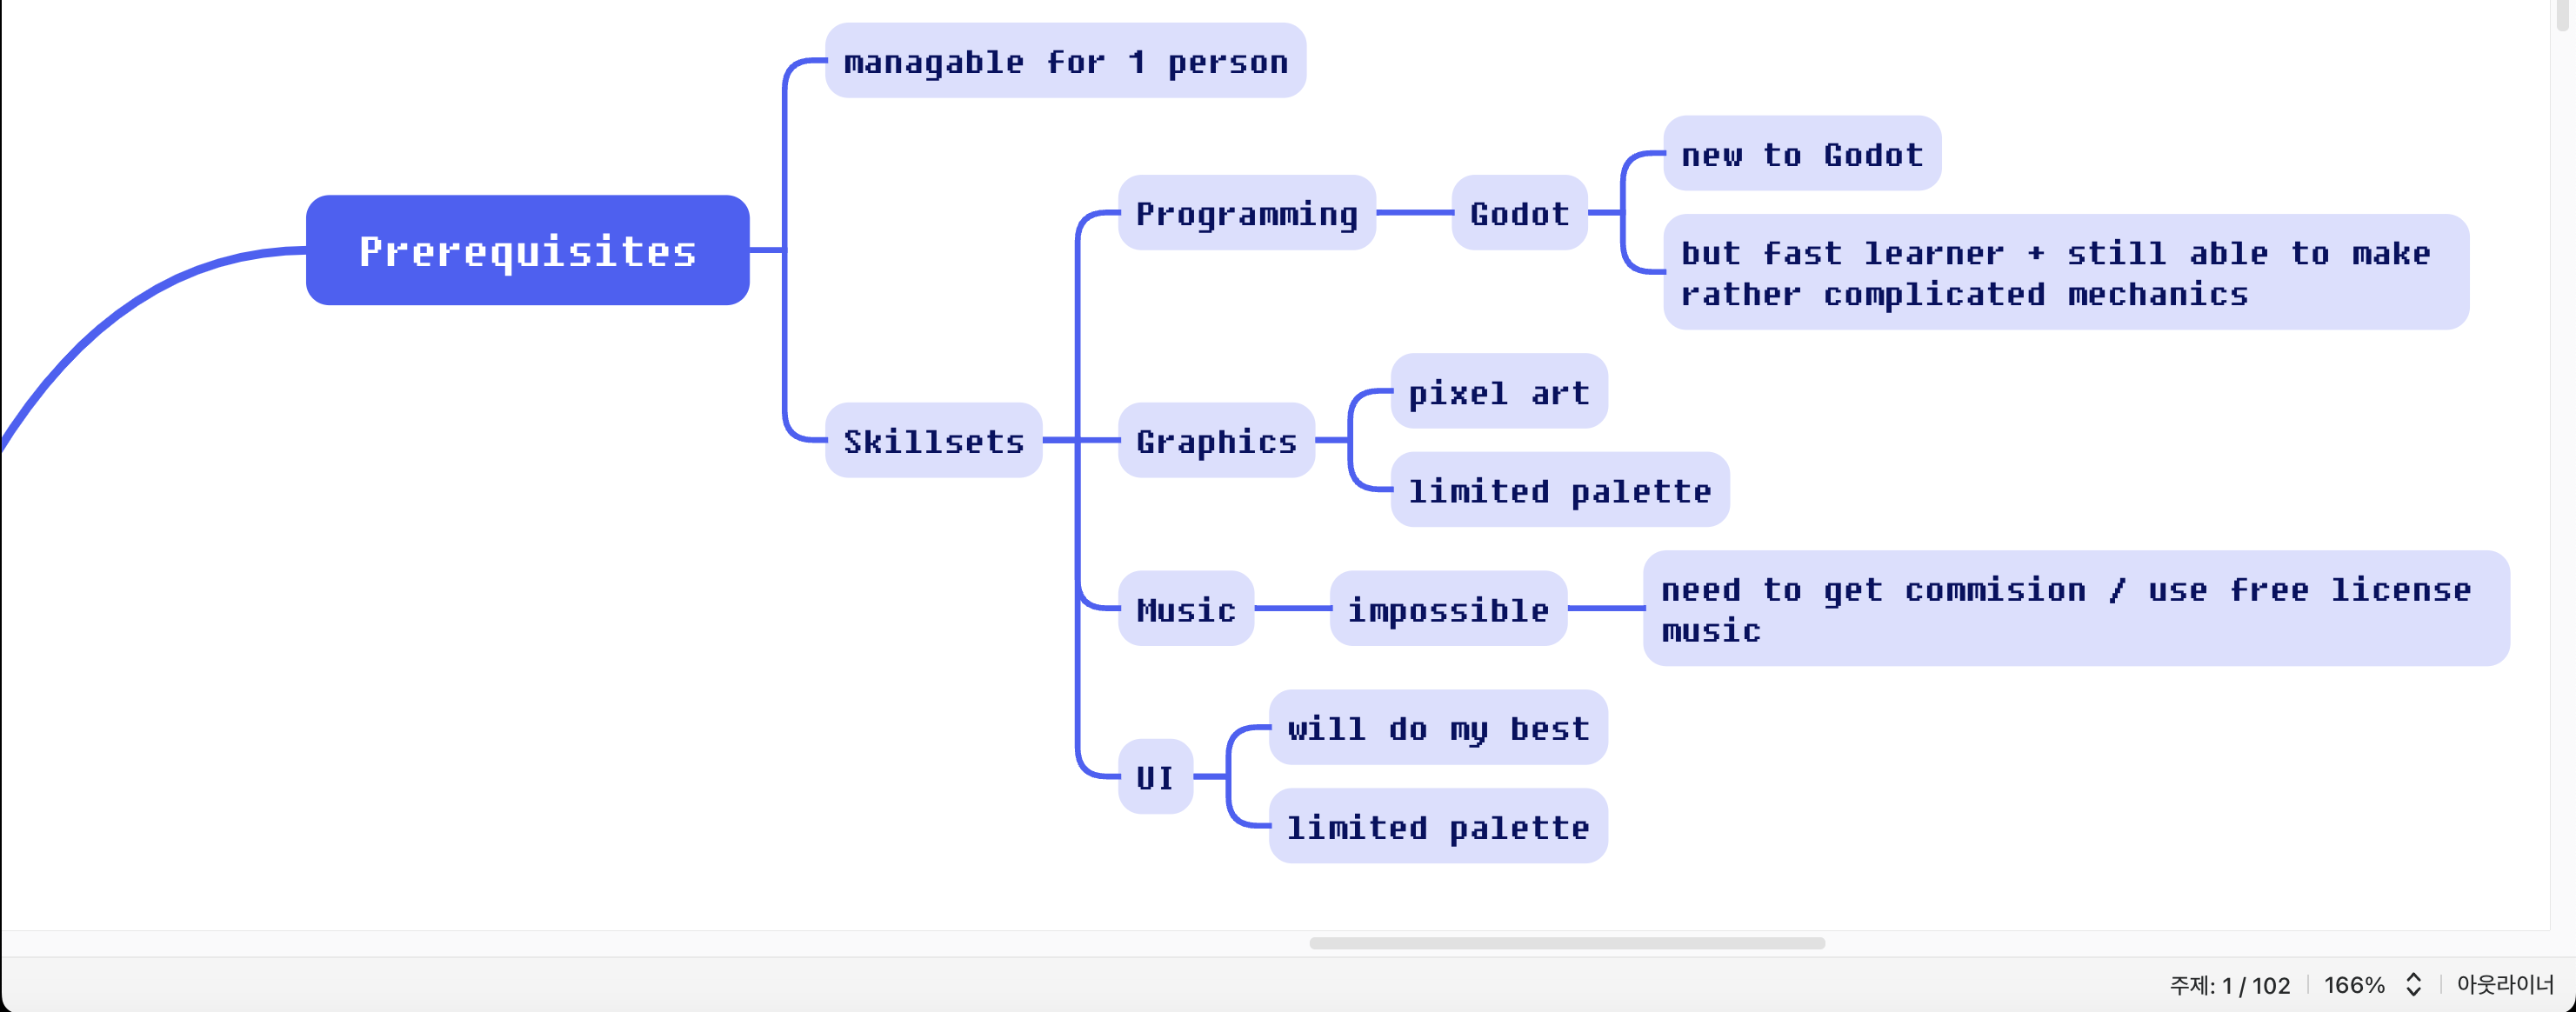 managable for 1 person
new to Godot
Programming
Godot
Prerequisites
but fast learner + still able to make
rather complicated mechanics
pixel art
Skillsets
Graphics
limited palette
need to get commision / use free license
music
Music
impossible
will do my best
UI
limited palette
주제: 1 / 102
166%
아웃라이너